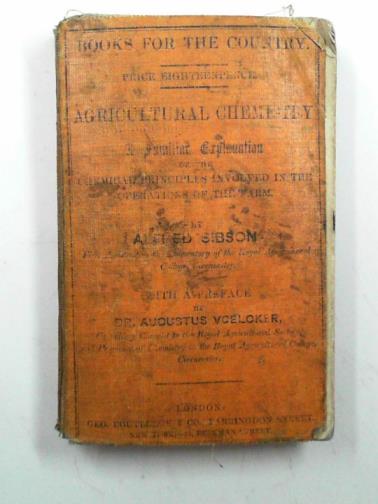 BOOKS FOR THE COUNTRY.
PRICE EIGHTEENPENCE
AGRICULTURAL CHEMISTRY
A Familiar Explanation
OF THE
CHEMICAL PRINCIPLES INVOLVED IN THE
OPERATIONS OF THE FARM.
BY
ALFRED SIBSON
of the Royal Agricultural
College, Cirencester,
WITH A PREFACE
BY
DR. AUGUSTUS VOELCKER,
Consulting Chemist to the Royal Agricultural Society
and Professor of Chemistry in the Royal Agricultural College,
Cirencester.
LONDON:
GEO. ROUTLEDGE & CO. FARRINGDON STREET.
NEW YORK: BEEKMAN STREET.